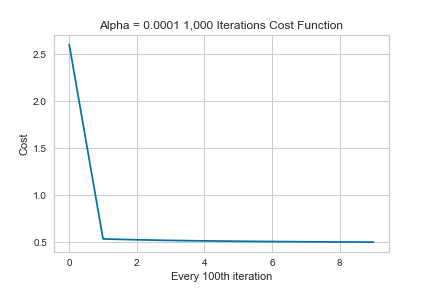 Alpha = 0.0001 1,000 Iterations Cost Function
2.5
2.0
1.5
1.0
0.5
Cost
0 2 4 6 8
Every 100th iteration